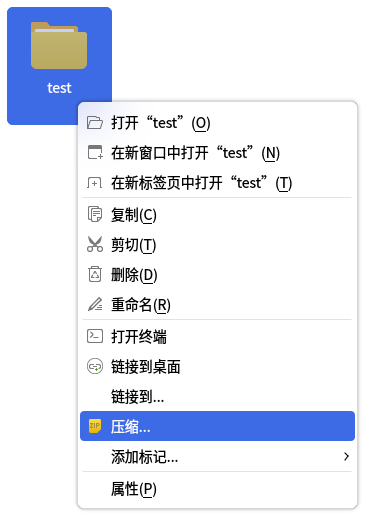 test
打开“test”(O)
在新窗口中打开“test”(N)
在新标签页中打开“test”(T)
复制(C)
剪切(T)
删除(D)
重命名(R)
打开终端
链接到桌面
链接到...
ZIP
压缩...
添加标记...
属性(P)